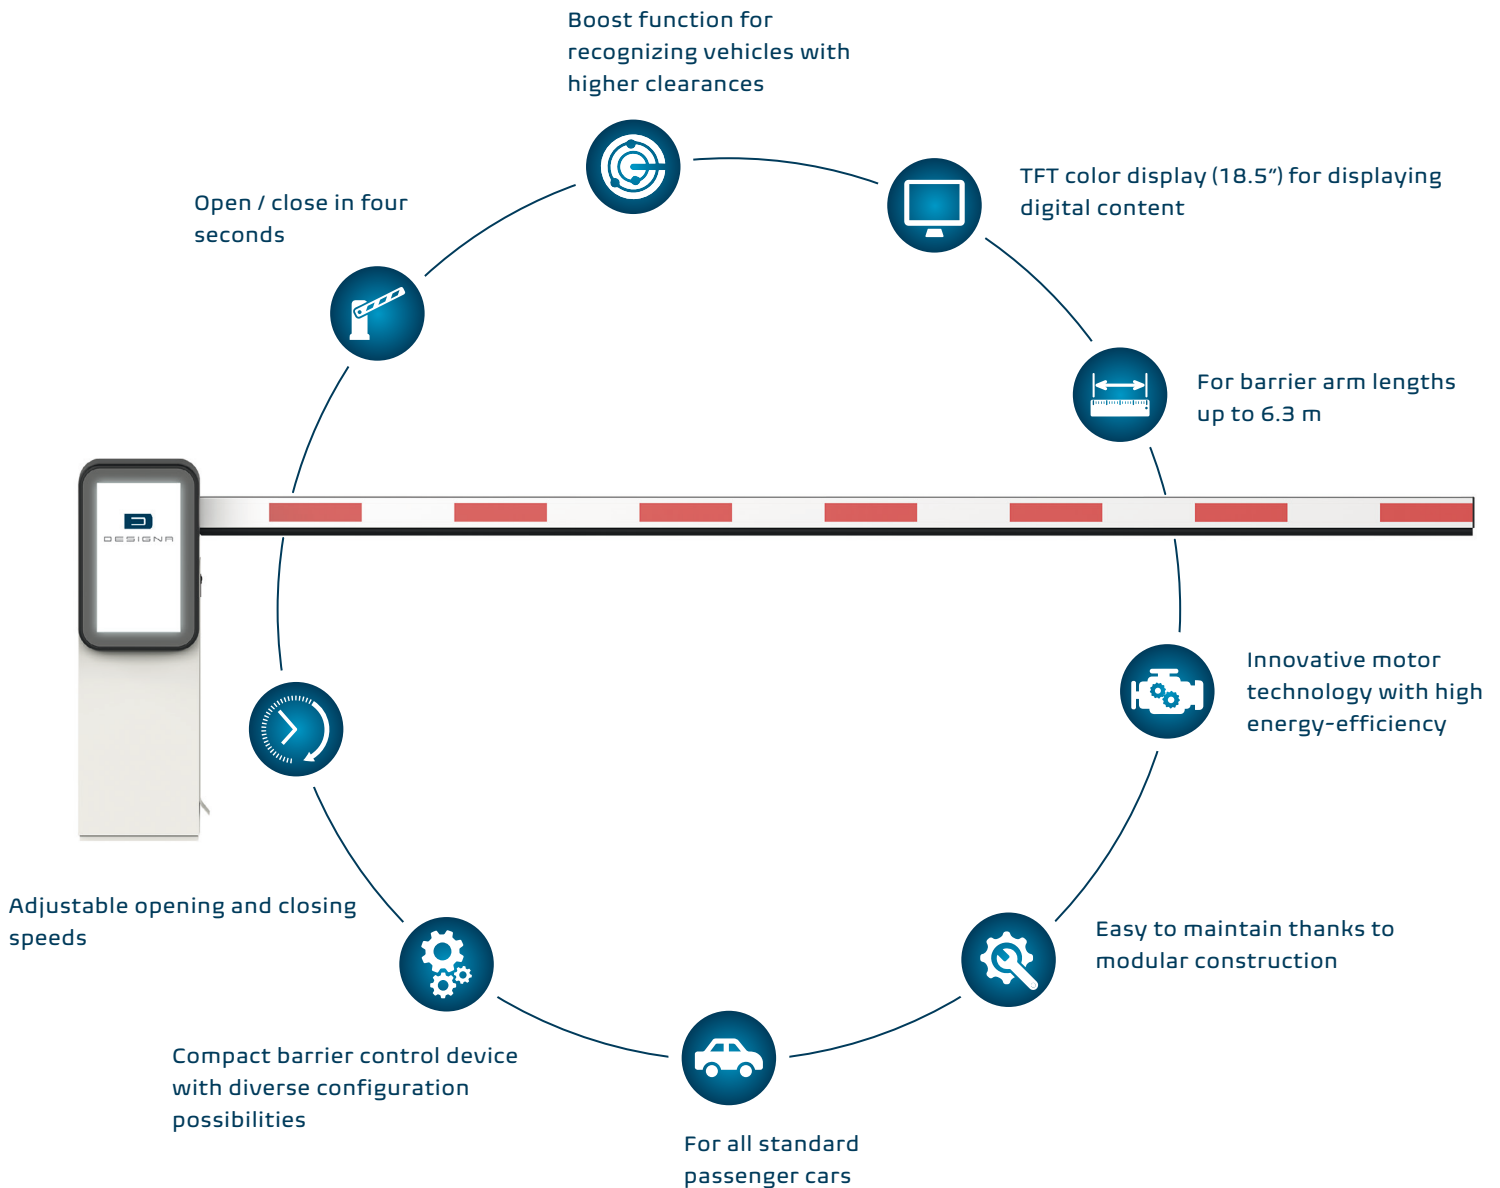 Boost function for
recognizing vehicles with
higher clearances
TFT color display (18.5”) for displaying
digital content
Open / close in four
seconds
For barrier arm lengths
up to 6.3 m
DESIGNA
Innovative motor
technology with high
energy-efficiency
Adjustable opening and closing
speeds
Easy to maintain thanks to
modular construction
Compact barrier control device
with diverse configuration
possibilities
For all standard
passenger cars